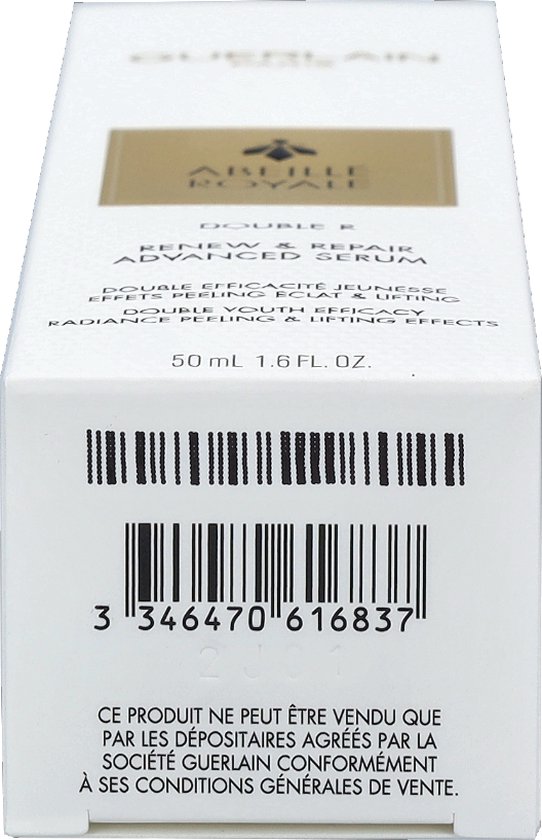 GUERLAIN
PARIS
ABEILLE
ROYALE
DOUBLE R
RENEW & REPAIR
ADVANCED SERUM
DOUBLE EFFICACITÉ JEUNESSE
EFFETS PEELING ÉCLAT & LIFTING
DOUBLE YOUTH EFFICACY
RADIANCE PEELING & LIFTING EFFECTS
50 mL 1.6 FL. OZ.
3 346470 616837
CE PRODUIT NE PEUT ÊTRE VENDU QUE
PAR LES DÉPOSITAIRES AGRÉÉS PAR LA
SOCIÉTÉ GUERLAIN CONFORMÉMENT
À SES CONDITIONS GÉNÉRALES DE VENTE.